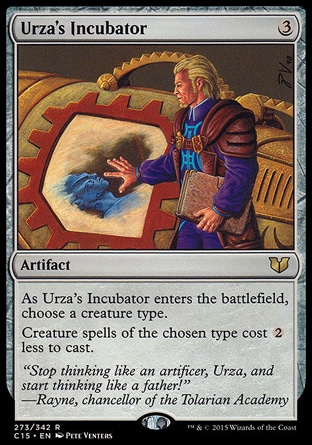 Urza's Incubator 3
PV 98
Artifact
As Urza's Incubator enters the battlefield,
choose a creature type.
Creature spells of the chosen type cost 2
less to cast.
"Stop thinking like an artificer, Urza, and
start thinking like a father!"
—Rayne, chancellor of the Tolarian Academy
273/342 R
C15 • EN Pete Venters
™ & © 2015 Wizards of the Coast